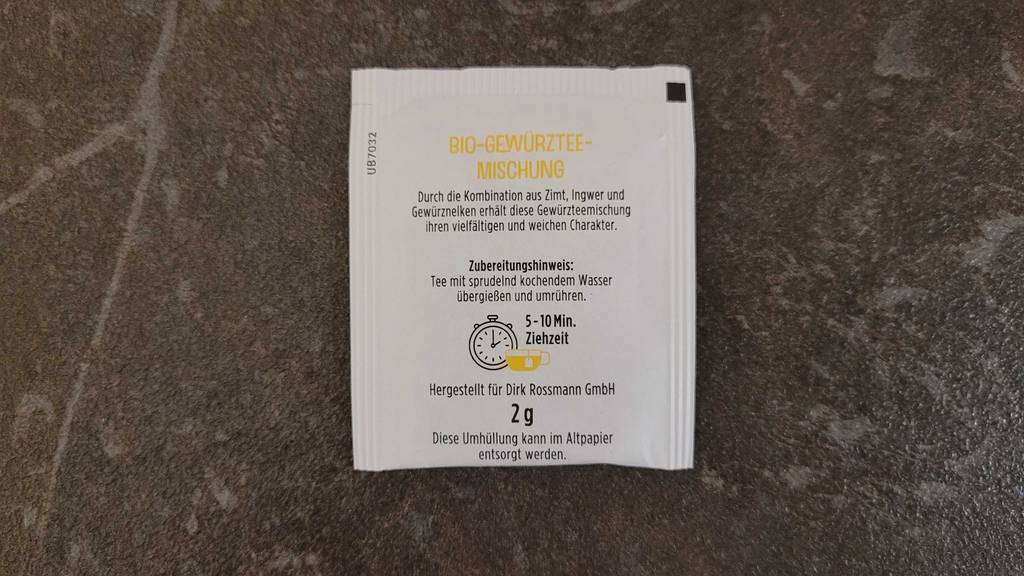 UB7032
BIO-GEWÜRZTEE-
MISCHUNG
Durch die Kombination aus Zimt, Ingwer und
Gewürznelken erhält diese Gewürzteemischung
ihren vielfältigen und weichen Charakter.
Zubereitungshinweis:
Tee mit sprudelnd kochendem Wasser
übergießen und umrühren.
5-10 Min.
Ziehzeit
Hergestellt für Dirk Rossmann GmbH
2 g
Diese Umhüllung kann im Altpapier
entsorgt werden.